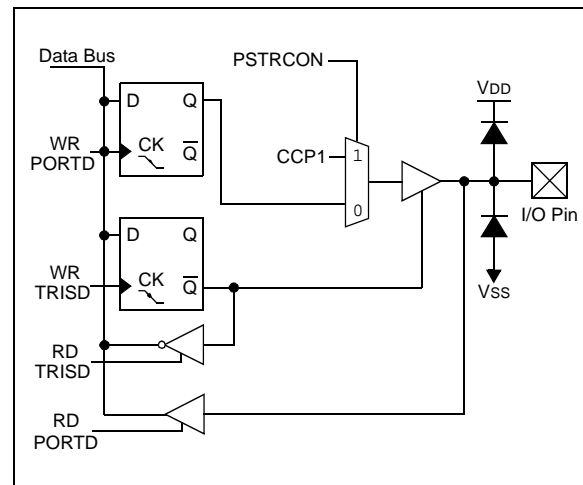 Data Bus
PSTRCON
VDD
D Q
WR
PORTD
CK
Q
CCP1
1
0
I/O Pin
D Q
WR
TRISD
CK
Q
VSS
RD
TRISD
RD
PORTD